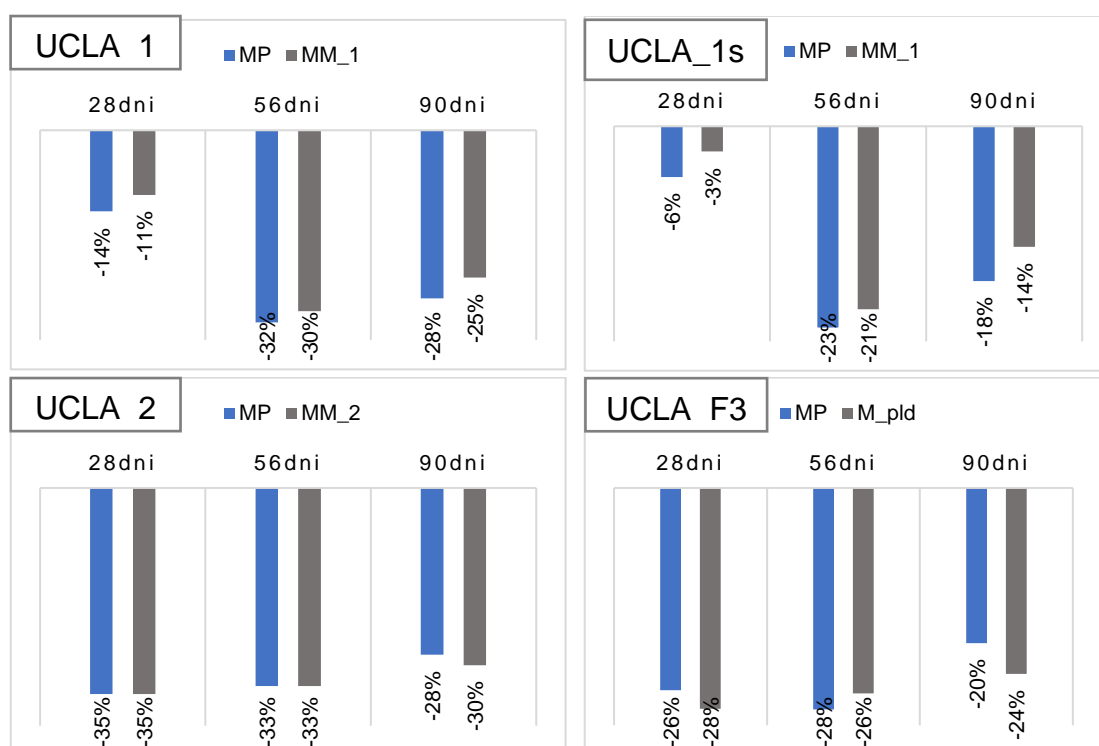 UCLA 1
MP MM_1
28dni 56dni 90dni
-14% -11% -32% -30% -28% -25%
UCLA_1s
MP MM_1
28dni 56dni 90dni
-6% -3% -23% -21% -18% -14%
UCLA 2
MP MM_2
28dni 56dni 90dni
-35% -35% -33% -33% -28% -30%
UCLA F3
MP M_pld
28dni 56dni 90dni
-26% -28% -28% -26% -20% -24%